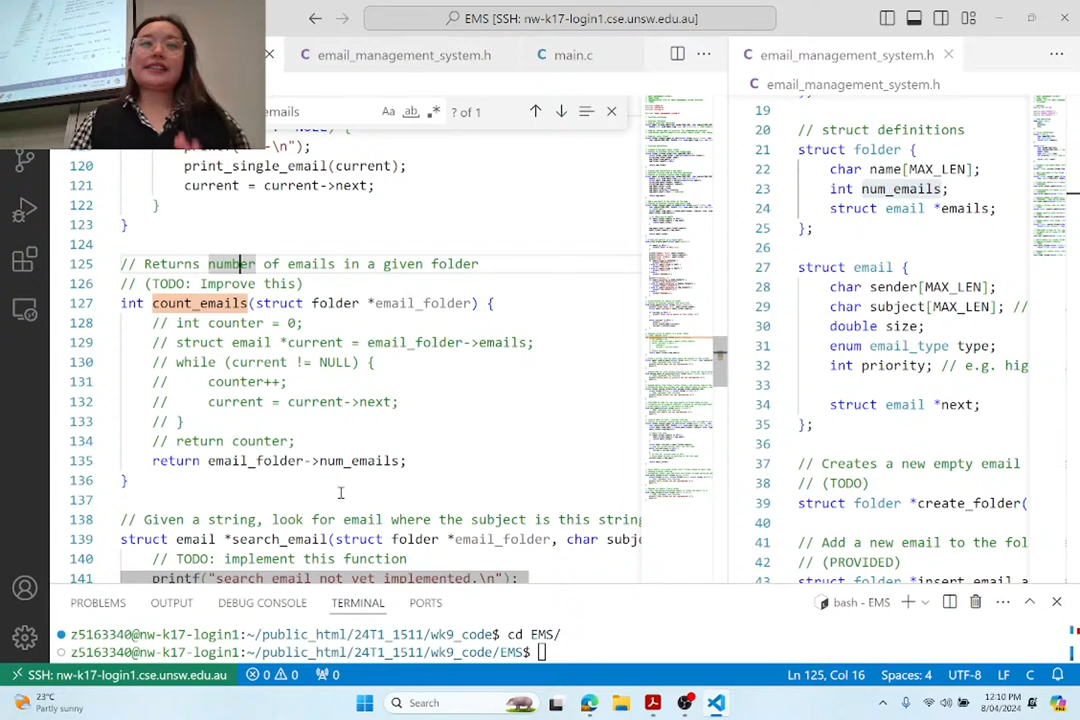 EMS [SSH: nw-k17-login1.cse.unsw.edu.au]
email_management_system.h
main.c
email_management_system.h
email_management_system.h
emails
Aa
ab
? of 1
120 print_single_email(current);
121 current = current->next;
122 }
123 }
124
125 // Returns number of emails in a given folder
126 // (TODO: Improve this)
127 int count_emails(struct folder *email_folder) {
128 // int counter = 0;
129 // struct email *current = email_folder->emails;
130 // while (current != NULL) {
131 // counter++;
132 // current = current->next;
133 // }
134 // return counter;
135 return email_folder->num_emails;
136 }
137
138 // Given a string, look for email where the subject is this string
139 struct email *search_email(struct folder *email_folder, char subje
140 // TODO: implement this function
141 printf("search email not yet implemented.\n");
19
20 // struct definitions
21 struct folder {
22 char name[MAX_LEN];
23 int num_emails;
24 struct email *emails;
25 };
26
27 struct email {
28 char sender[MAX_LEN];
29 char subject[MAX_LEN]; //
30 double size;
31 enum email_type type;
32 int priority; // e.g. hig
33
34 struct email *next;
35 };
36
37 // Creates a new empty email
38 // (TODO)
39 struct folder *create_folder(
40
41 // Add a new email to the fol
42 // (PROVIDED)
43 struct folder *insert_email_a
PROBLEMS
OUTPUT
DEBUG CONSOLE
TERMINAL
PORTS
bash - EMS
z5163340@nw-k17-login1:~/public_html/24T1_1511/wk9_code$ cd EMS/
z5163340@nw-k17-login1:~/public_html/24T1_1511/wk9_code/EMS$
SSH: nw-k17-login1.cse.unsw.edu.au
0
0
0
Ln 125, Col 16
Spaces: 4
UTF-8
LF
C
23°C
Partly sunny
Search
12:10 PM
8/04/2024